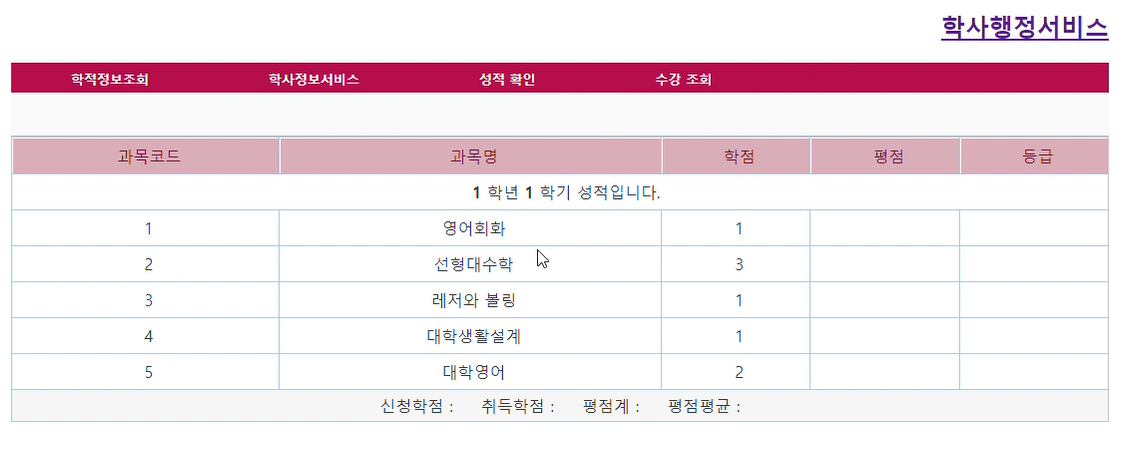 학사행정서비스
학적정보조회 학사정보서비스 성적 확인 수강 조회
과목코드 과목명 학점 평점 등급
1 학년 1 학기 성적입니다.
1 영어회화 1
2 선형대수학 3
3 레저와 볼링 1
4 대학생활설계 1
5 대학영어 2
신청학점 : 취득학점 : 평점계 : 평점평균 :